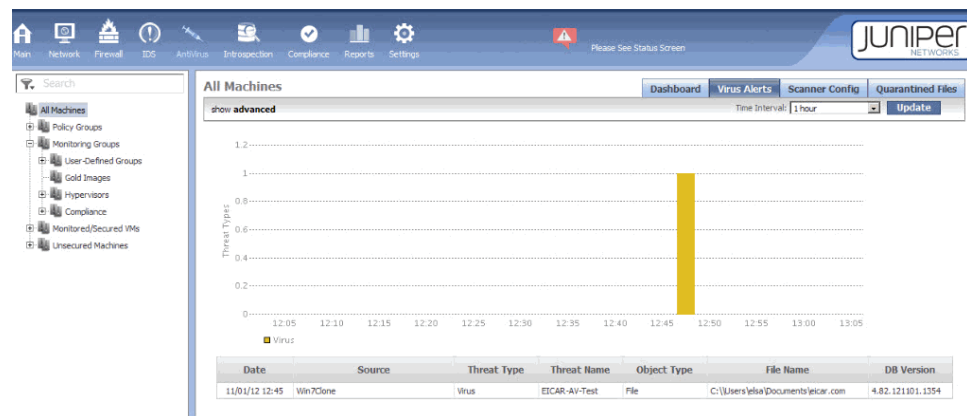 Main Network Firewall IDS AntiVirus Introspection Compliance Reports Settings
Please See Status Screen
JUNIPER
NETWORKS
Search
All Machines
Policy Groups
Monitoring Groups
User-Defined Groups
Gold Images
Hypervisors
Compliance
Monitored/Secured VMs
Unsecured Machines
All Machines
Dashboard Virus Alerts Scanner Config Quarantined Files
show advanced
Time Interval: 1 hour Update
1.2
1
0.8
0.6
0.4
0.2
0
Threat Types
12:05 12:10 12:15 12:20 12:25 12:30 12:35 12:40 12:45 12:50 12:55 13:00 13:05
Virus
Date Source Threat Type Threat Name Object Type File Name DB Version
11/01/12 12:45 Win7Clone Virus EICAR-AV-Test File C:\\Users\elsa\Documents\eicar.com 4.82.121101.1354